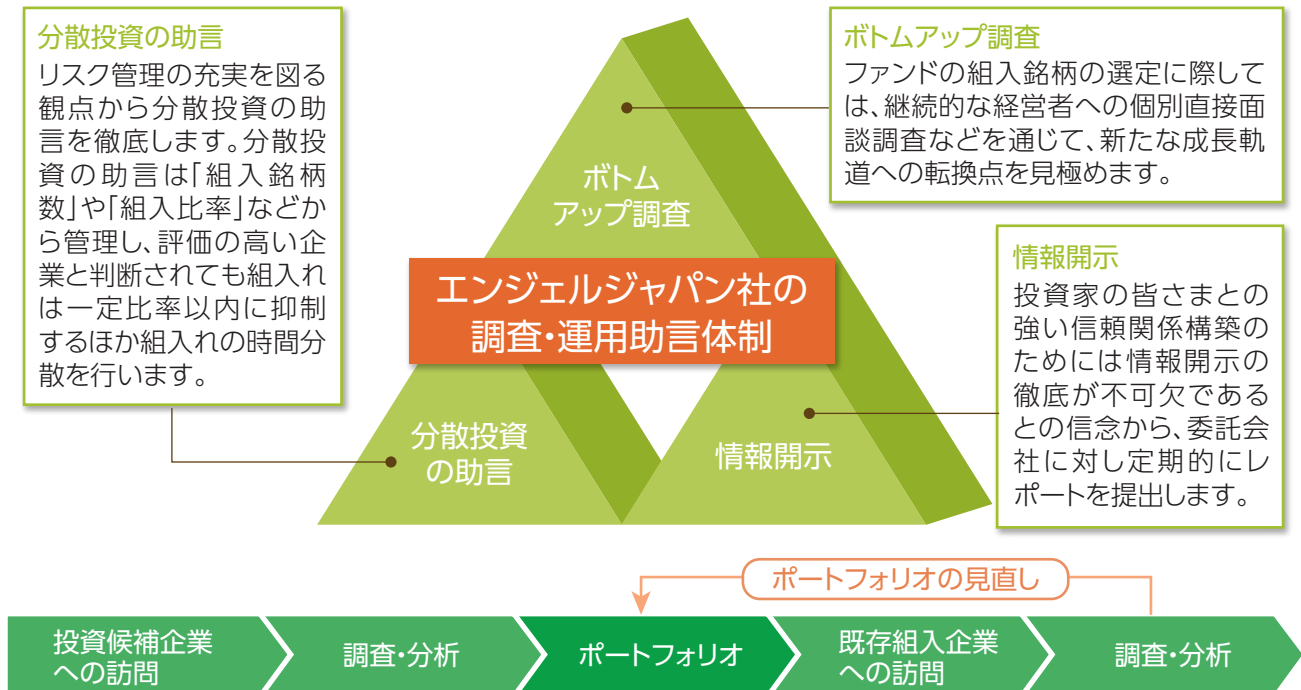 分散投資の助言
リスク管理の充実を図る
観点から分散投資の助
言を徹底します。分散投
資の助言は「組入銘柄
数」や「組入比率」などか
ら管理し、評価の高い企
業と判断されても組入れ
は一定比率以内に抑制
するほか組入れの時間分
散を行います。
ボトムアップ調査
ファンドの組入銘柄の選定に際して
は、継続的な経営者への個別直接面
談調査などを通じて、新たな成長軌
道への転換点を見極めます。
情報開示
投資家の皆さまとの
強い信頼関係構築の
ためには情報開示の
徹底が不可欠である
との信念から、委託会
社に対し定期的にレ
ポートを提出します。
ボトム
アップ調査
エンジェルジャパン社の
調査・運用助言体制
分散投資
の助言
情報開示
ポートフォリオの見直し
投資候補企業
への訪問
調査・分析
ポートフォリオ
既存組入企業
への訪問
調査・分析